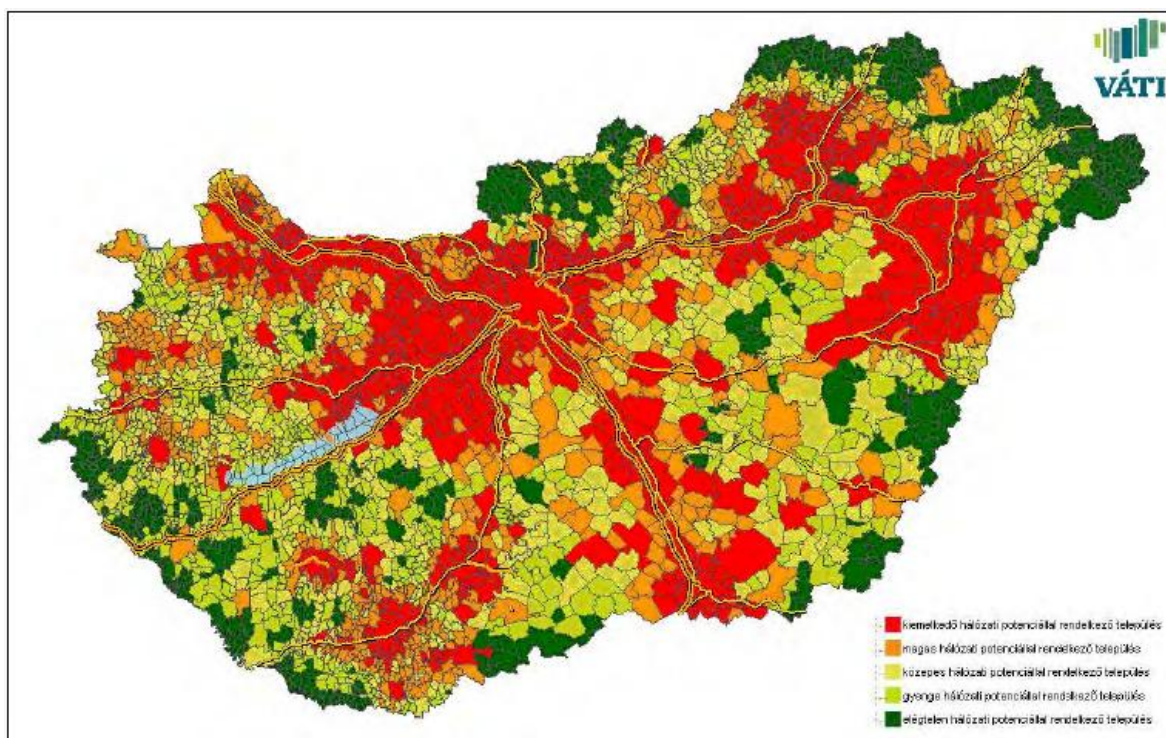 VÁTI
kiemelkedő hálózati potenciállal rendelkező település
magas hálózati potenciállal rendelkező település
közepes hálózati potenciállal rendelkező település
gyenge hálózati potenciállal rendelkező település
elégtelen hálózati potenciállal rendelkező település